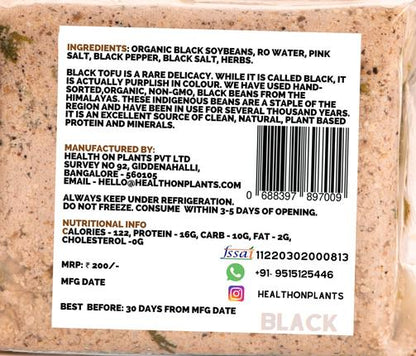 INGREDIENTS: ORGANIC BLACK SOYBEANS, RO WATER, PINK
SALT, BLACK PEPPER, BLACK SALT, HERBS.
BLACK TOFU IS A RARE DELICACY. WHILE IT IS CALLED BLACK, IT
IS ACTUALLY PURPLISH IN COLOUR. WE HAVE USED HAND-
SORTED,ORGANIC, NON-GMO, BLACK BEANS FROM THE
HIMALAYAS. THESE INDIGENOUS BEANS ARE A STAPLE OF THE
REGION AND HAVE BEEN IN USE FOR SEVERAL THOUSAND YEARS.
IT IS AN EXCELLENT SOURCE OF CLEAN, NATURAL, PLANT BASED
PROTEIN AND MINERALS.
MANUFACTURED BY:
HEALTH ON PLANTS PVT LTD
SURVEY NO 92, GIDDENAHALLI,
BANGALORE - 560105
EMAIL - HELLO@HEALTHONPLANTS.COM
0 688397 897009
ALWAYS KEEP UNDER REFRIGERATION.
DO NOT FREEZE. CONSUME WITHIN 3-5 DAYS OF OPENING.
NUTRITIONAL INFO
CALORIES - 122, PROTEIN - 16G, CARB - 10G, FAT - 2G,
CHOLESTEROL -0G
fssai 11220302000813
MRP: ₹ 200/-
+91- 9515125446
MFG DATE
HEALTHONPLANTS
BEST BEFORE: 30 DAYS FROM MFG DATE
BLACK